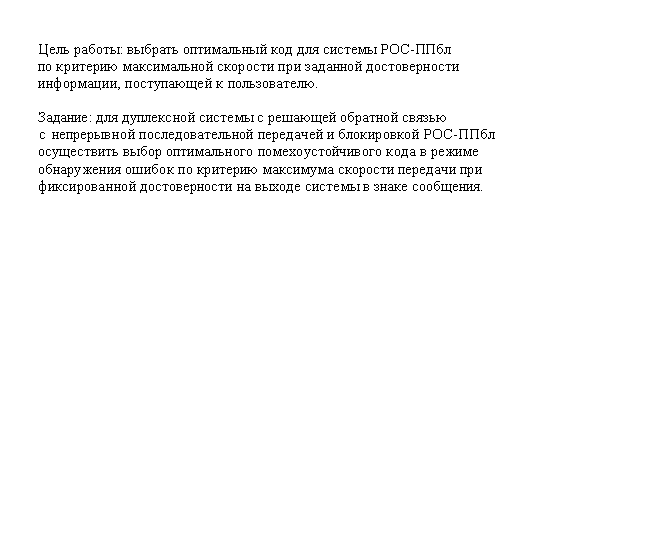 Цель работы: выбрать оптимальный код для системы РОС-ППбл
по критерию максимальной скорости при заданной достоверности
информации, поступающей к пользователю.
Задание: для дуплексной системы с решающей обратной связью
с непрерывной последовательной передачей и блокировкой РОС-ППбл
осуществить выбор оптимального помехоустойчивого кода в режиме
обнаружения ошибок по критерию максимума скорости передачи при
фиксированной достоверности на выходе системы в знаке сообщения.